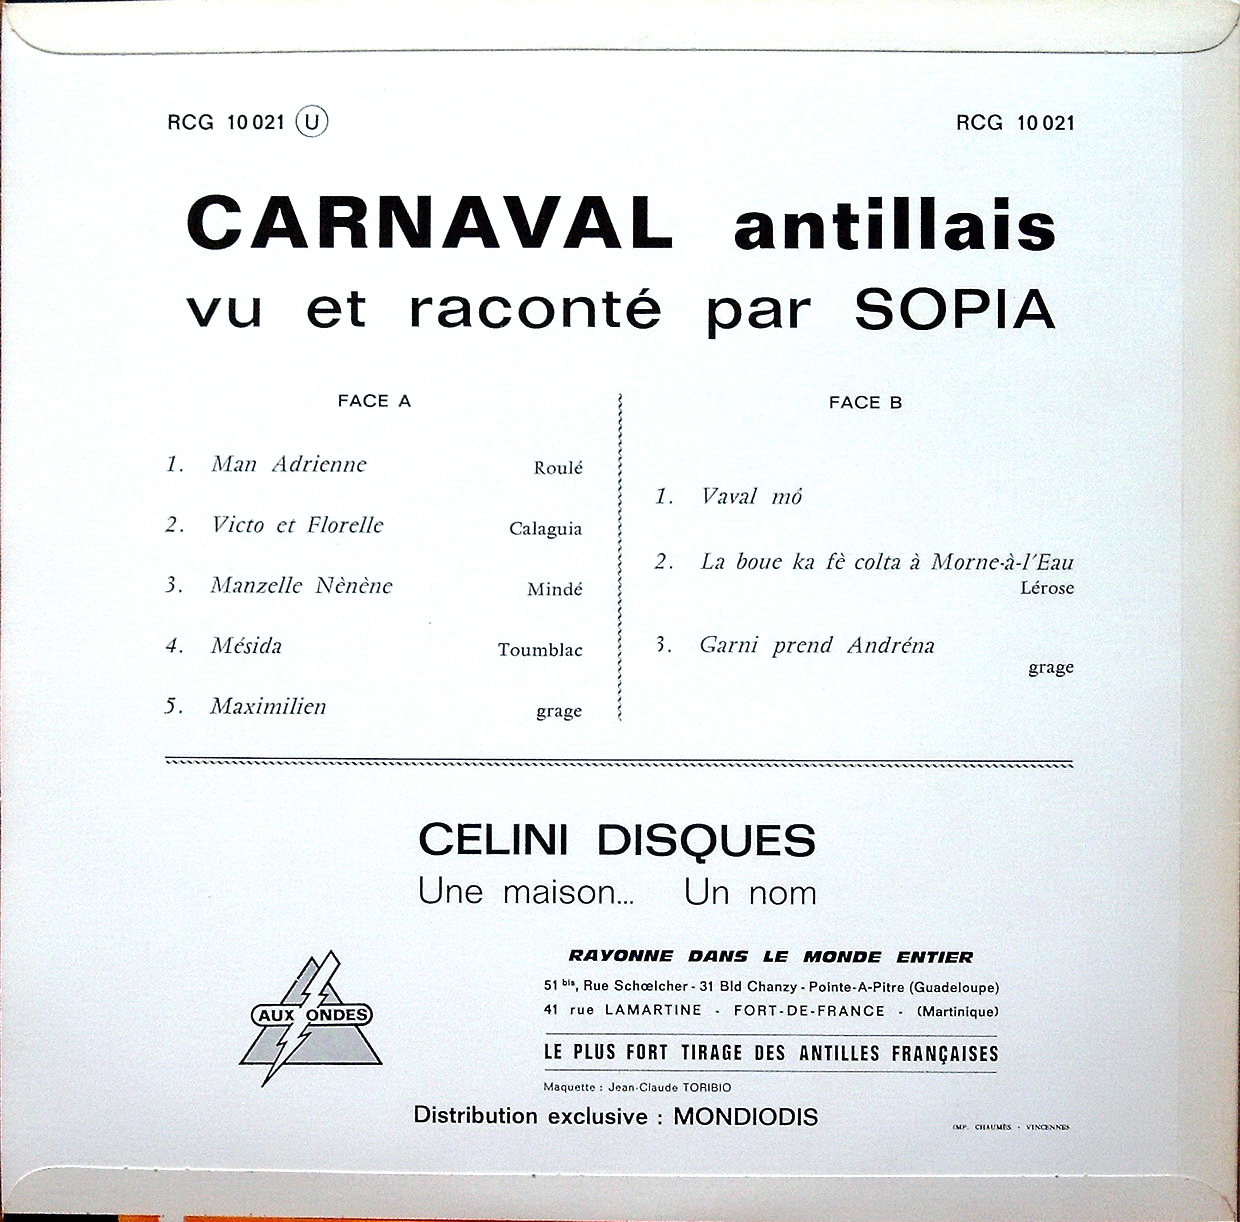 RCG 10 021 U RCG 10 021
CARNAVAL antillais
vu et raconté par SOPIA
FACE A
1. Man Adrienne Roulé
2. Victo et Florelle Calaguia
3. Manzelle Nènène Mindé
4. Mésida Toumblac
5. Maximilien grage
FACE B
1. Vaval mô
2. La boue ka fè colta à Morne-à-l'Eau
Lérose
3. Garni prend Andréna
grage
CELINI DISQUES
Une maison... Un nom
AUX ONDES
RAYONNE DANS LE MONDE ENTIER
51 bis, Rue Schœlcher - 31 Bld Chanzy - Pointe-A-Pitre (Guadeloupe)
41 rue LAMARTINE - FORT-DE-FRANCE - (Martinique)
LE PLUS FORT TIRAGE DES ANTILLES FRANÇAISES
Maquette : Jean-Claude TORIBIO
Distribution exclusive : MONDIODIS
IMP. CHAUMÈS - VINCENNES